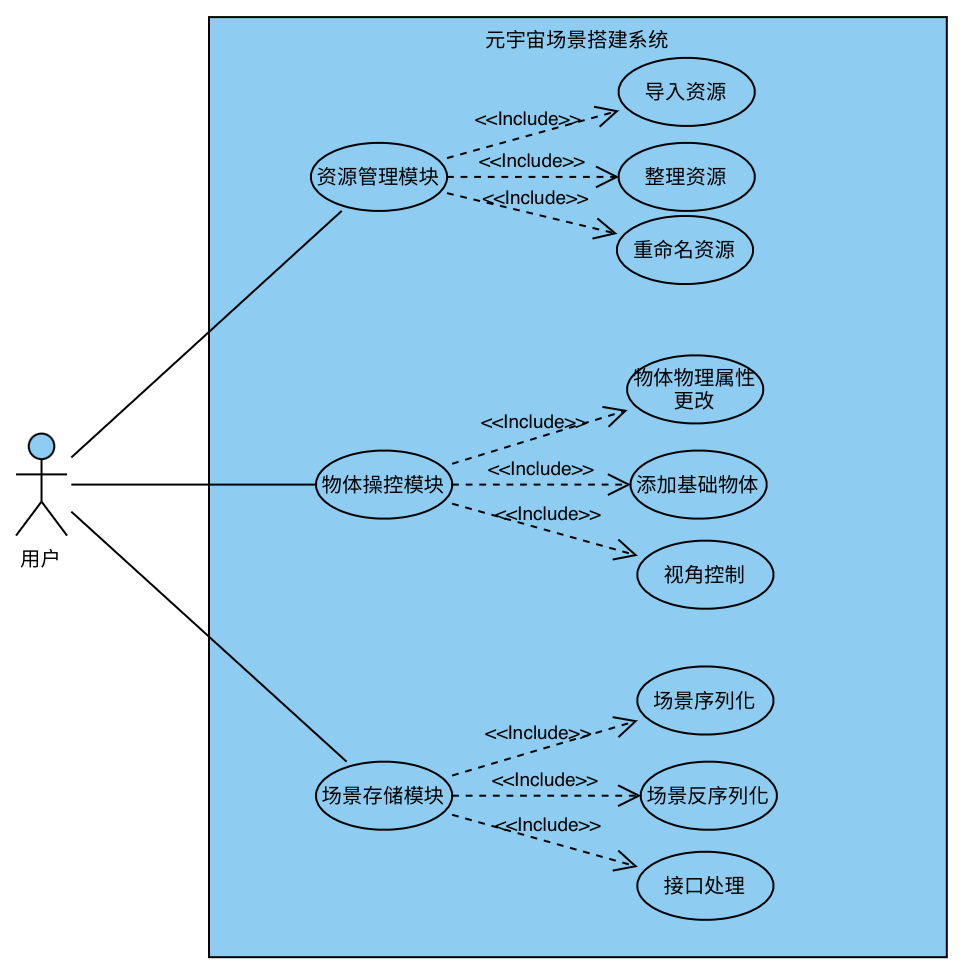 元宇宙场景搭建系统
导入资源
<<Include>>
<<Include>>
资源管理模块
整理资源
<<Include>>
重命名资源
物体物理属性
更改
<<Include>>
<<Include>>
物体操控模块
添加基础物体
<<Include>>
用户
视角控制
场景序列化
<<Include>>
<<Include>>
场景存储模块
场景反序列化
<<Include>>
接口处理